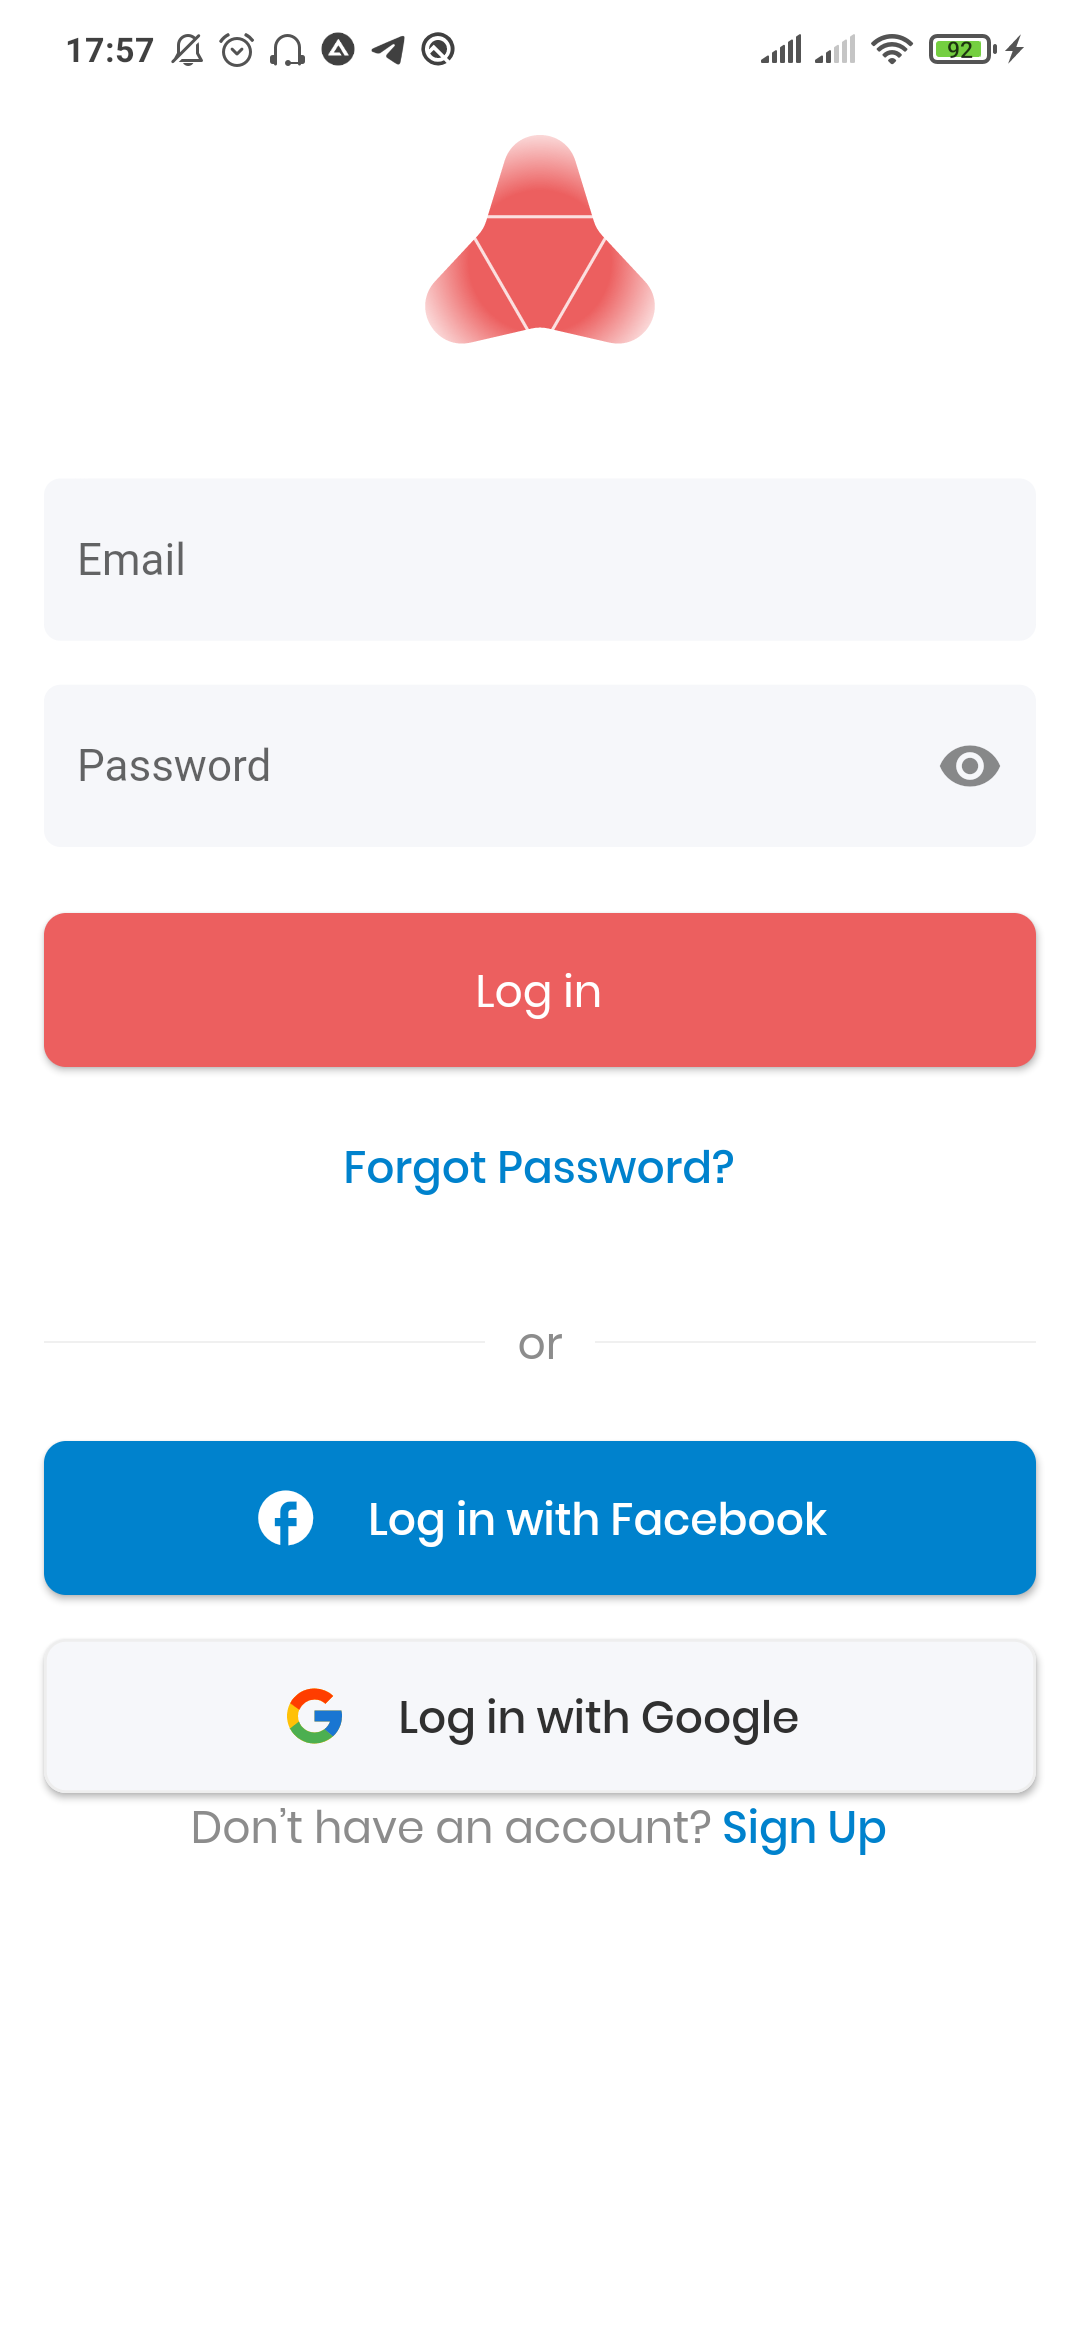 17:57 92
Email
Password
Log in
Forgot Password?
or
Log in with Facebook
Log in with Google
Don’t have an account? Sign Up